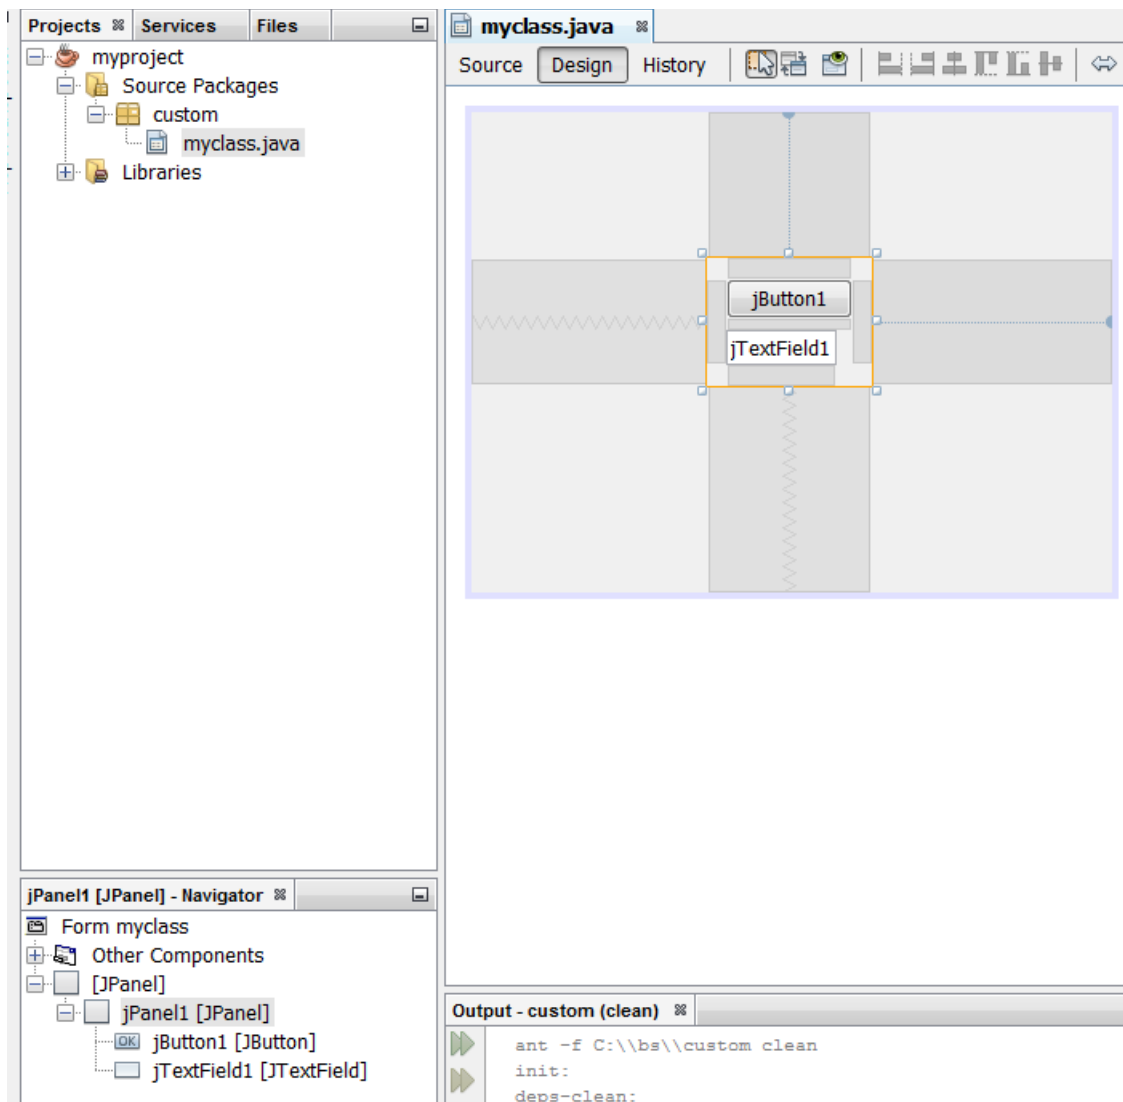 Projects Services Files
myproject
Source Packages
custom
myclass.java
Libraries
myclass.java
Source Design History
jButton1
jTextField1
jPanel1 [JPanel] - Navigator
Form myclass
Other Components
[JPanel]
jPanel1 [JPanel]
OK jButton1 [JButton]
jTextField1 [JTextField]
Output - custom (clean)
ant -f C:\\bs\\custom clean
init:
deps-clean: